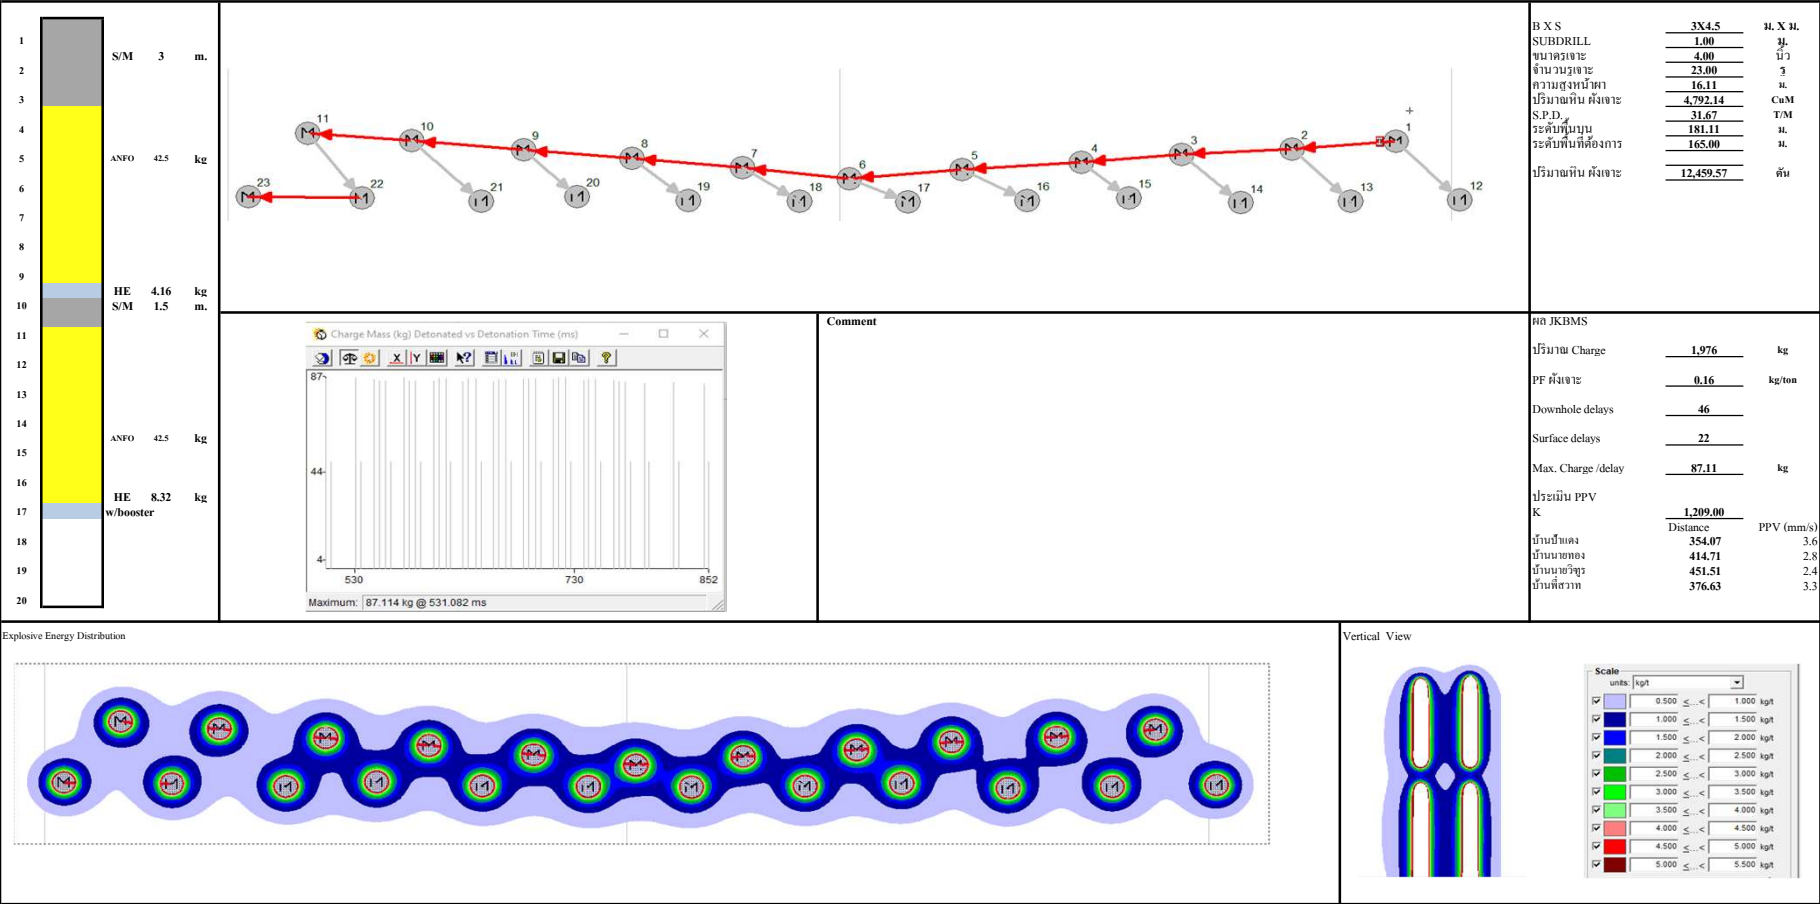 1
S/M 3 m.
2
3
4
5 ANFO 42.5 kg
6
7
8
9
HE 4.16 kg
10 S/M 1.5 m.
11
12
13
14
ANFO 42.5 kg
15
16
HE 8.32 kg
17 w/booster
18
19
20
11 10 9 8 7 6 5 4 3 2 1
23 22 21 20 19 18 17 16 15 14 13 12
B X S 3X4.5 ม. X ม.
SUBDRILL 1.00 ม.
ขนาดรูเจาะ 4.00 นิ้ว
จำนวนรูเจาะ 23.00 รู
ความสูงหน้าผา 16.11 ม.
ปริมาณหิน ผังเจาะ 4,792.14 CuM
S.P.D. 31.67 T/M
ระดับพื้นบน 181.11 ม.
ระดับพื้นที่ต้องการ 165.00 ม.
ปริมาณหิน ผังเจาะ 12,459.57 ตัน
Charge Mass (kg) Detonated vs Detonation Time (ms)
X Y
87
44
4
530 730 852
Maximum: 87.114 kg @ 531.082 ms
Comment
ผล JKBMS
ปริมาณ Charge 1,976 kg
PF ผังเจาะ 0.16 kg/ton
Downhole delays 46
Surface delays 22
Max. Charge /delay 87.11 kg
ประเมิน PPV
K 1,209.00
Distance PPV (mm/s)
บ้านป้าแดง 354.07 3.6
บ้านนายทอง 414.71 2.8
บ้านนายวิฑูร 451.51 2.4
บ้านพี่สวาท 376.63 3.3
Explosive Energy Distribution
Vertical View
Scale
units: kg/t
0.500 ≤...< 1.000 kg/t
1.000 ≤...< 1.500 kg/t
1.500 ≤...< 2.000 kg/t
2.000 ≤...< 2.500 kg/t
2.500 ≤...< 3.000 kg/t
3.000 ≤...< 3.500 kg/t
3.500 ≤...< 4.000 kg/t
4.000 ≤...< 4.500 kg/t
4.500 ≤...< 5.000 kg/t
5.000 ≤...< 5.500 kg/t